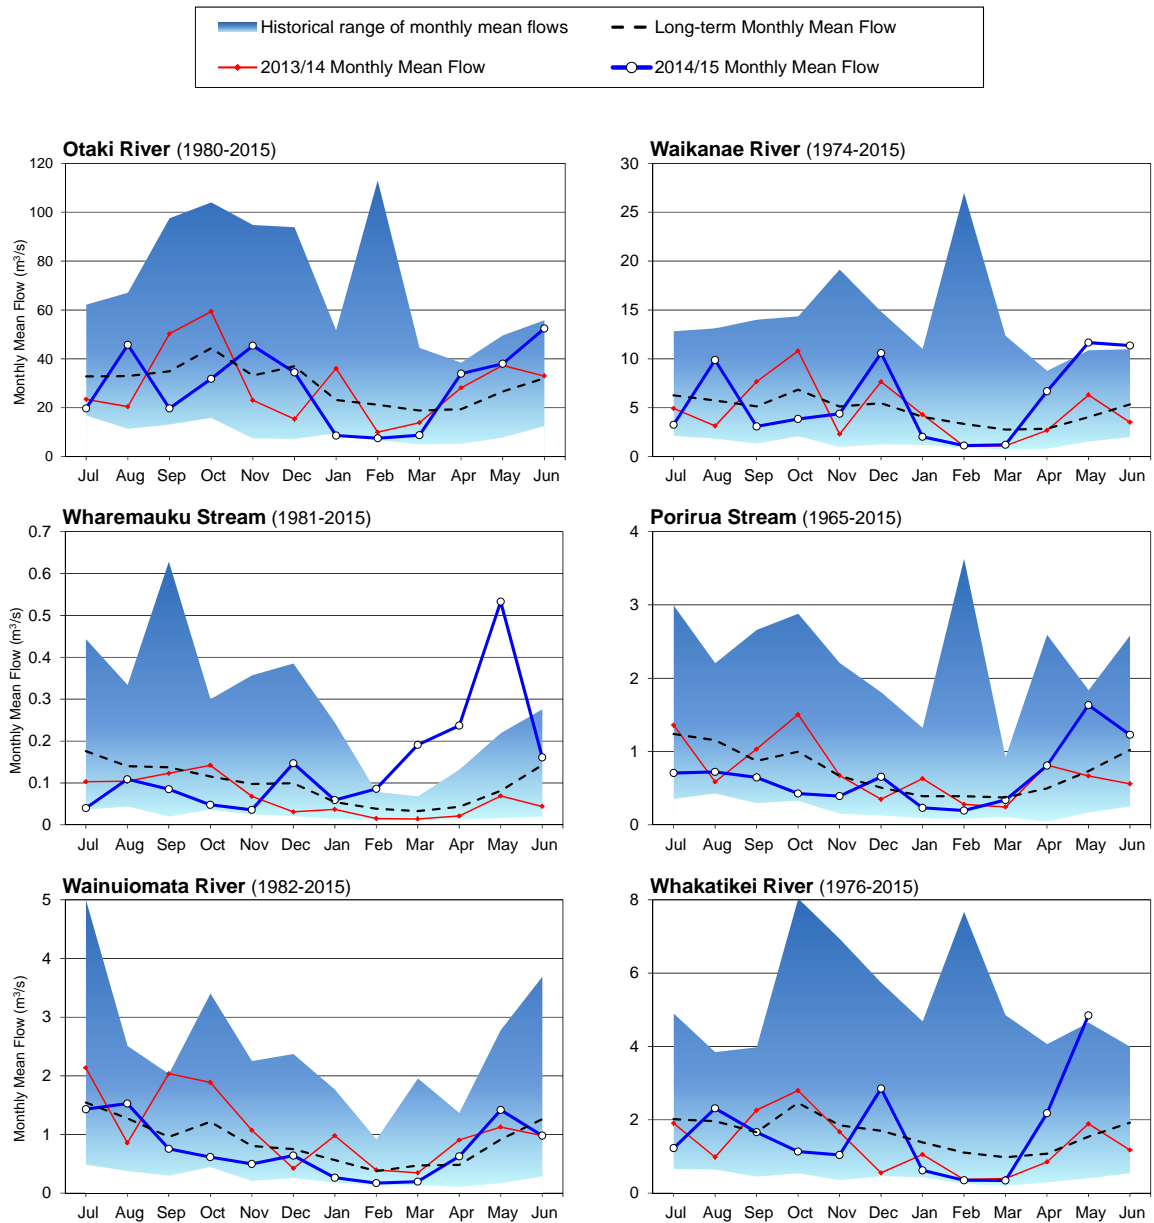 Historical range of monthly mean flows
Long-term Monthly Mean Flow
2013/14 Monthly Mean Flow
2014/15 Monthly Mean Flow
Otaki River (1980-2015)
Monthly Mean Flow (m³/s)
120
100
80
60
40
20
0
Jul Aug Sep Oct Nov Dec Jan Feb Mar Apr May Jun
Waikanae River (1974-2015)
30
25
20
15
10
5
0
Jul Aug Sep Oct Nov Dec Jan Feb Mar Apr May Jun
Wharemauku Stream (1981-2015)
Monthly Mean Flow (m³/s)
0.7
0.6
0.5
0.4
0.3
0.2
0.1
0
Jul Aug Sep Oct Nov Dec Jan Feb Mar Apr May Jun
Porirua Stream (1965-2015)
4
3
2
1
0
Jul Aug Sep Oct Nov Dec Jan Feb Mar Apr May Jun
Wainuiomata River (1982-2015)
Monthly Mean Flow (m³/s)
5
4
3
2
1
0
Jul Aug Sep Oct Nov Dec Jan Feb Mar Apr May Jun
Whakatikei River (1976-2015)
8
6
4
2
0
Jul Aug Sep Oct Nov Dec Jan Feb Mar Apr May Jun